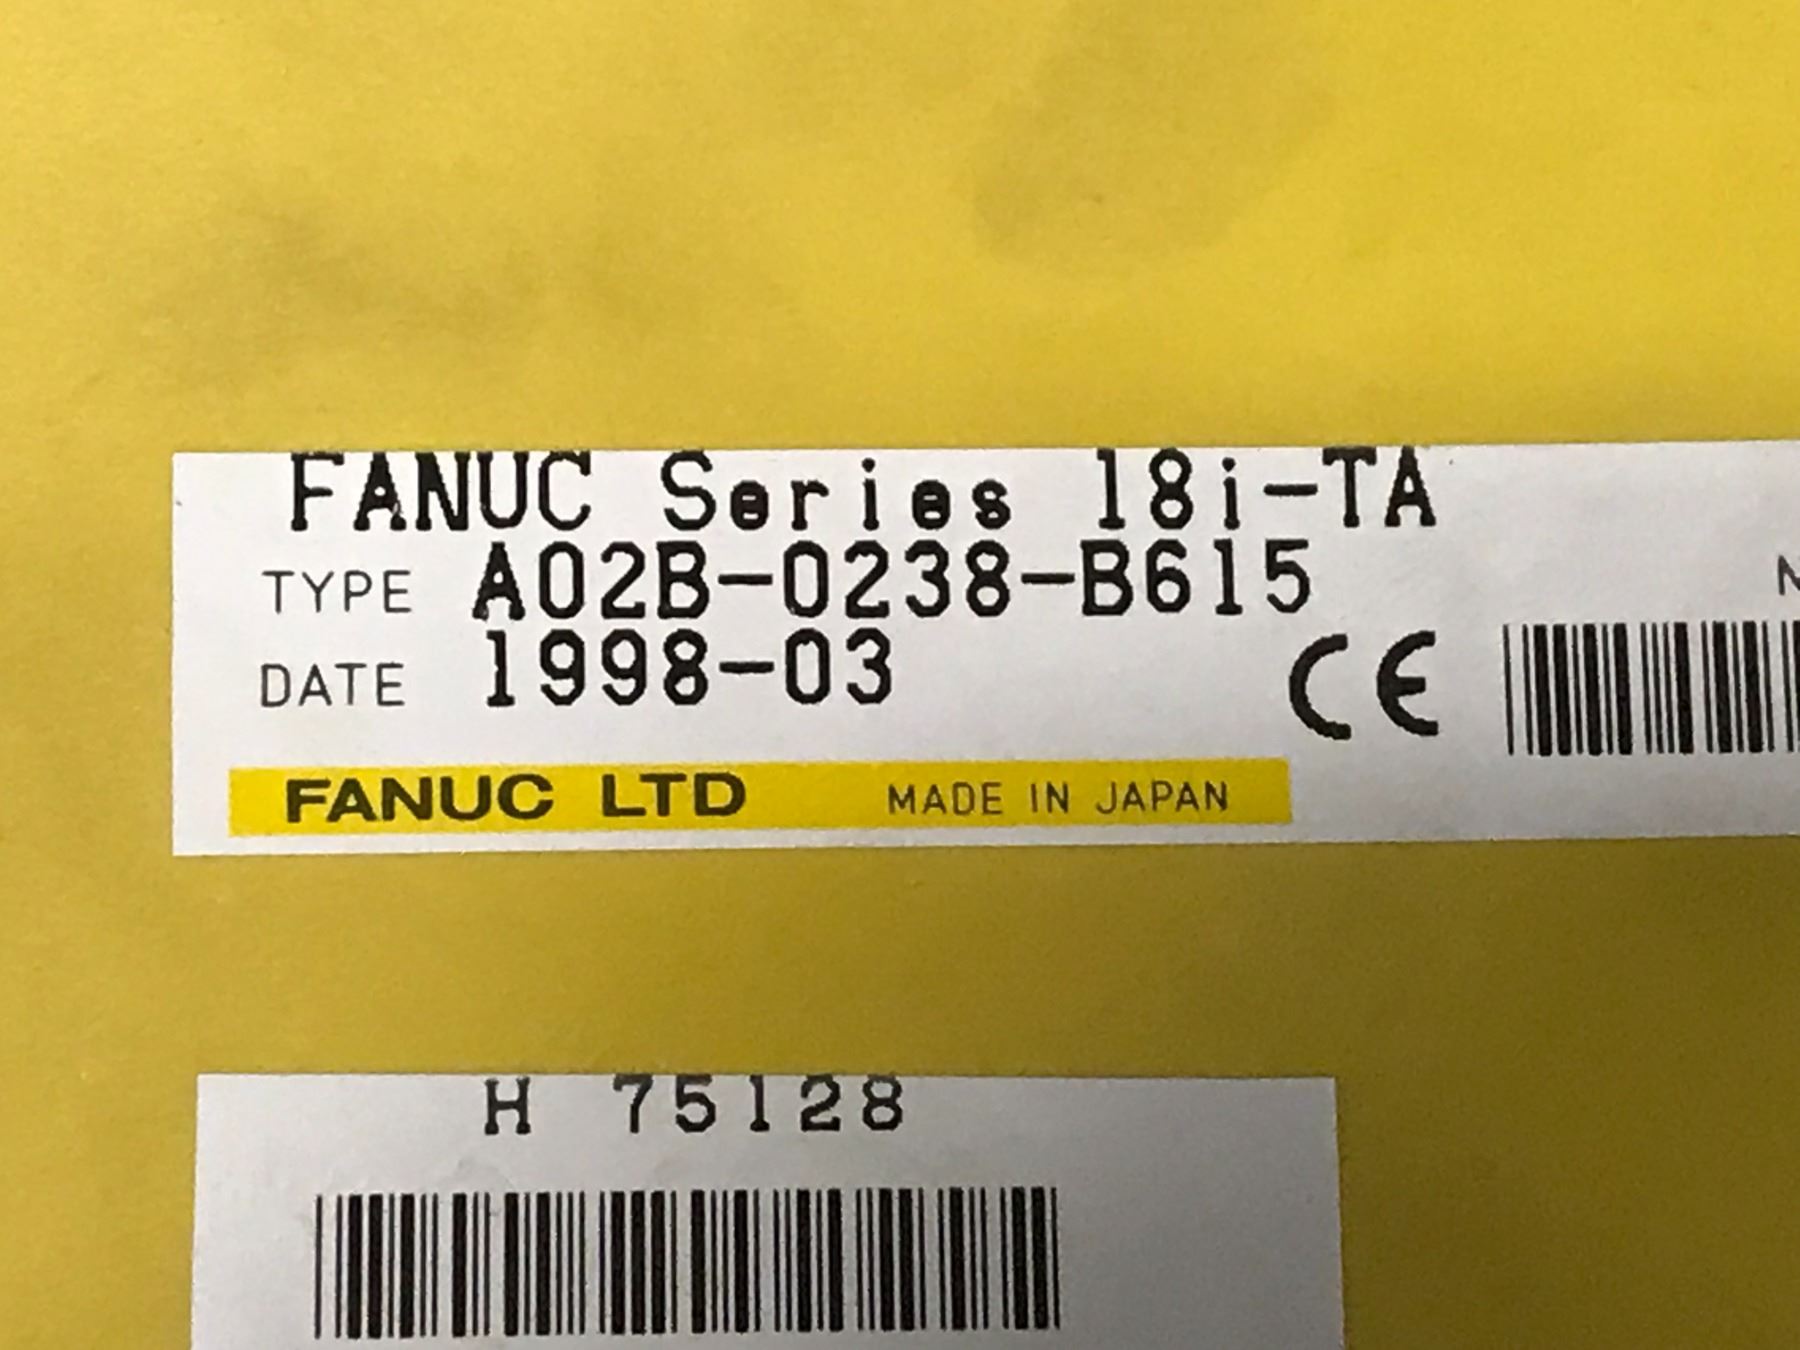 FANUC Series 18i-TA
TYPE A02B-0238-B615
N
DATE 1998-03
CE
FANUC LTD MADE IN JAPAN
H 75128